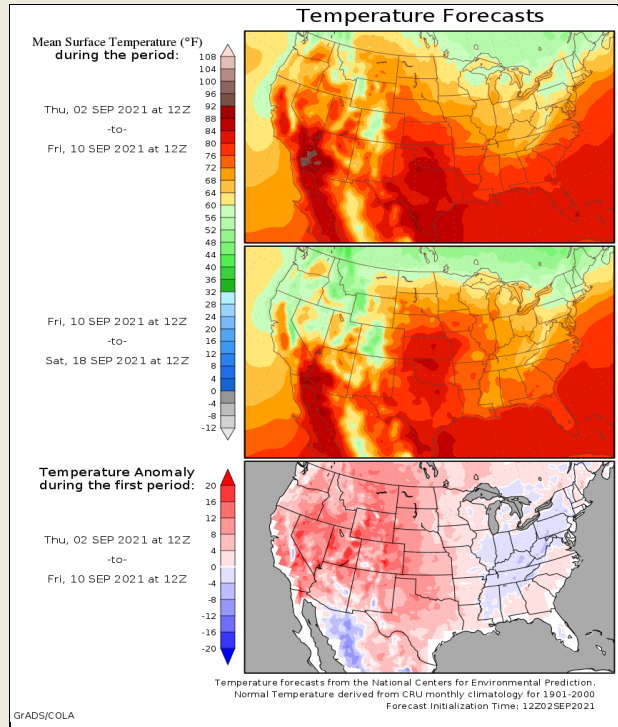 Temperature Forecasts
Mean Surface Temperature (°F)
during the period:
Thu, 02 SEP 2021 at 12Z
-to-
Fri, 10 SEP 2021 at 12Z
108
104
100
96
92
88
84
80
76
72
68
64
60
56
52
48
44
36
32
28
24
20
16
12
8
4
0
-4
-8
-12
Fri, 10 SEP 2021 at 12Z
-to-
Sat, 18 SEP 2021 at 12Z
Temperature Anomaly
during the first period:
Thu, 02 SEP 2021 at 12Z
-to-
Fri, 10 SEP 2021 at 12Z
20
16
12
8
4
0
-4
-8
-12
-16
-20
Temperature forecasts from the National Centers for Environmental Prediction.
Normal Temperature derived from CRU monthly climatology for 1901-2000
Forecast Initialization Time: 12Z02SEP2021
GrADS/COLA